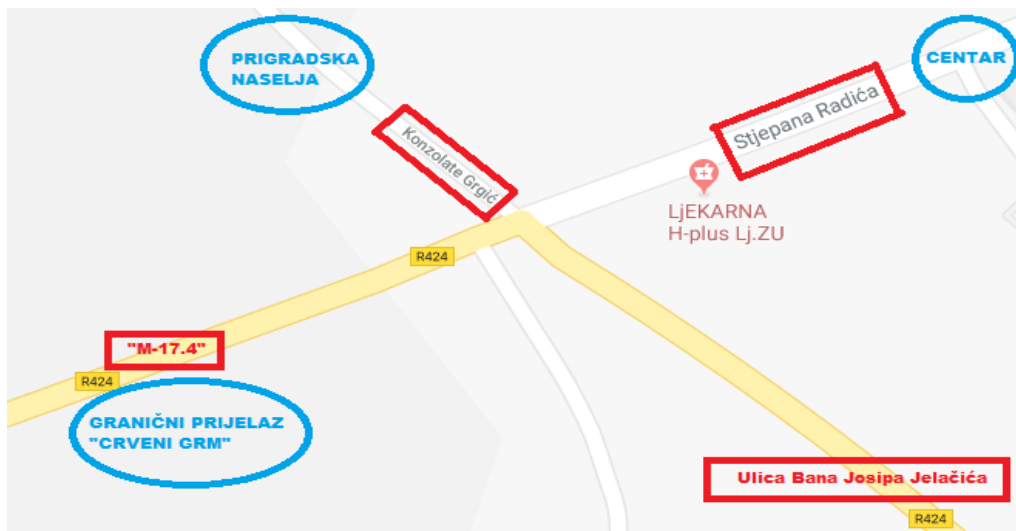 PRIGRADSKA
NASELJA
CENTAR
Konzolate Grgić
Stjepana Radića
LjEKARNA
H-plus Lj.ZU
R424
"M-17.4"
R424
GRANIČNI PRIJELAZ
"CRVENI GRM"
Ulica Bana Josipa Jelačića
R424